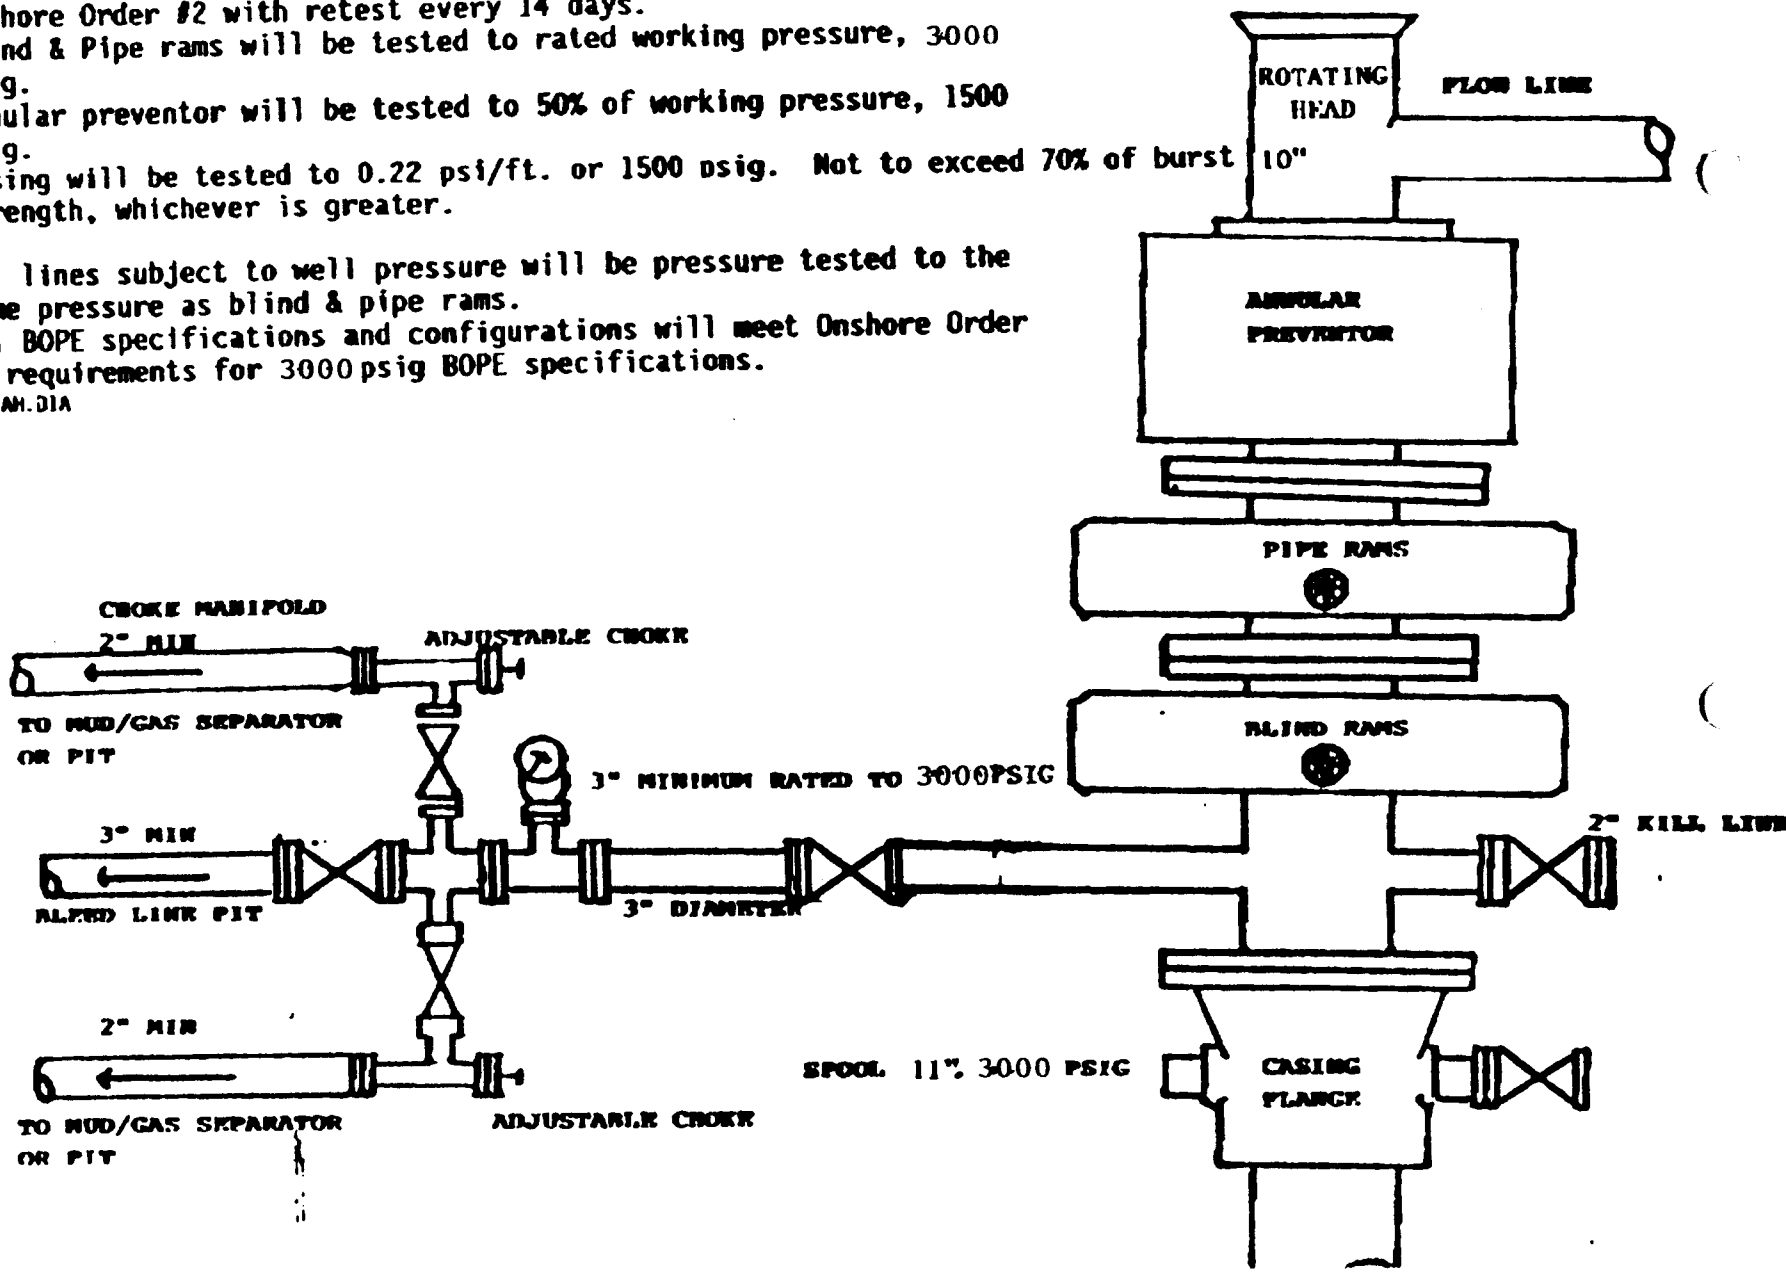 hore Order #2 with retest every 14 days.
nd & Pipe rams will be tested to rated working pressure, 3000
g.
ular preventor will be tested to 50% of working pressure, 1500
g.
sing will be tested to 0.22 psi/ft. or 1500 psig. Not to exceed 70% of burst
rength, whichever is greater.
lines subject to well pressure will be pressure tested to the
me pressure as blind & pipe rams.
BOPE specifications and configurations will meet Onshore Order
requirements for 3000 psig BOPE specifications.
AH.DIA
ROTATING
HEAD
FLOW LINE
10"
ANNULAR
PREVENTOR
PIPE RAMS
BLIND RAMS
CHOKE MANIFOLD
2" MIN
ADJUSTABLE CHOKE
TO MUD/GAS SEPARATOR
OR PIT
3" MINIMUM RATED TO 3000PSIG
3" MIN
2" KILL LINE
BLEED LINE PIT
3" DIAMETER
2" MIN
SPOOL 11", 3000 PSIG
CASING
FLANGE
TO MUD/GAS SEPARATOR
OR PIT
ADJUSTABLE CHOKE